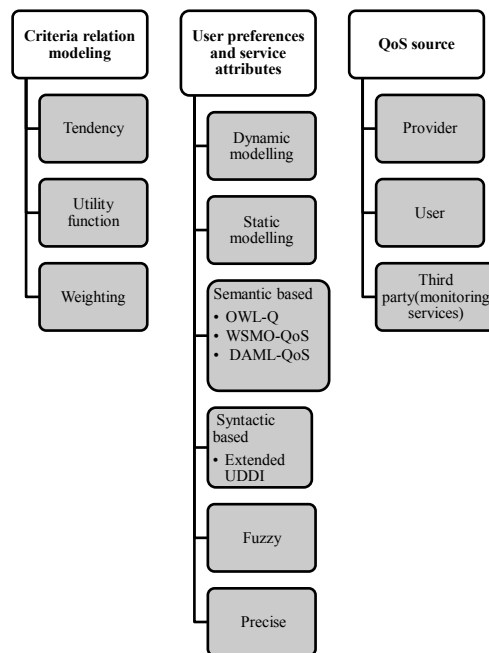 Criteria relation
modeling
Tendency
Utility
function
Weighting
User preferences
and service
attributes
Dynamic
modelling
Static
modelling
Semantic based
• OWL-Q
• WSMO-QoS
• DAML-QoS
Syntactic
based
• Extended
UDDI
Fuzzy
Precise
QoS source
Provider
User
Third
party(monitoring
services)